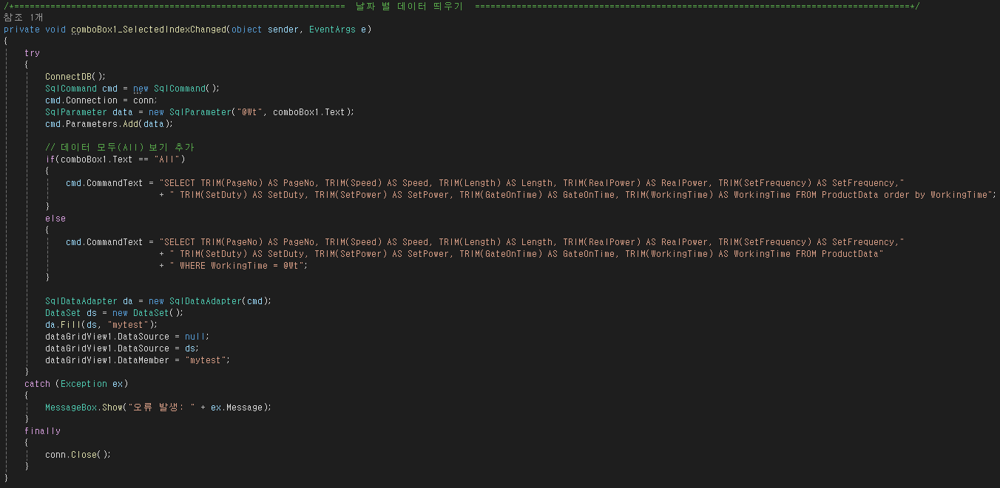 /*================================================================ 날짜 별 데이터 띄우기 ====================================================================================*/
참조 1개
private void comboBox1_SelectedIndexChanged(object sender, EventArgs e)
{
try
{
ConnectDB();
SqlCommand cmd = new SqlCommand();
cmd.Connection = conn;
SqlParameter data = new SqlParameter("@Wt", comboBox1.Text);
cmd.Parameters.Add(data);
// 데이터 모두(All) 보기 추가
if(comboBox1.Text == "All")
{
cmd.CommandText = "SELECT TRIM(PageNo) AS PageNo, TRIM(Speed) AS Speed, TRIM(Length) AS Length, TRIM(RealPower) AS RealPower, TRIM(SetFrequency) AS SetFrequency,"
+ " TRIM(SetDuty) AS SetDuty, TRIM(SetPower) AS SetPower, TRIM(GateOnTime) AS GateOnTime, TRIM(WorkingTime) AS WorkingTime FROM ProductData order by WorkingTime";
}
else
{
cmd.CommandText = "SELECT TRIM(PageNo) AS PageNo, TRIM(Speed) AS Speed, TRIM(Length) AS Length, TRIM(RealPower) AS RealPower, TRIM(SetFrequency) AS SetFrequency,"
+ " TRIM(SetDuty) AS SetDuty, TRIM(SetPower) AS SetPower, TRIM(GateOnTime) AS GateOnTime, TRIM(WorkingTime) AS WorkingTime FROM ProductData"
+ " WHERE WorkingTime = @Wt";
}
SqlDataAdapter da = new SqlDataAdapter(cmd);
DataSet ds = new DataSet();
da.Fill(ds, "mytest");
dataGridView1.DataSource = null;
dataGridView1.DataSource = ds;
dataGridView1.DataMember = "mytest";
}
catch (Exception ex)
{
MessageBox.Show("오류 발생: " + ex.Message);
}
finally
{
conn.Close();
}
}